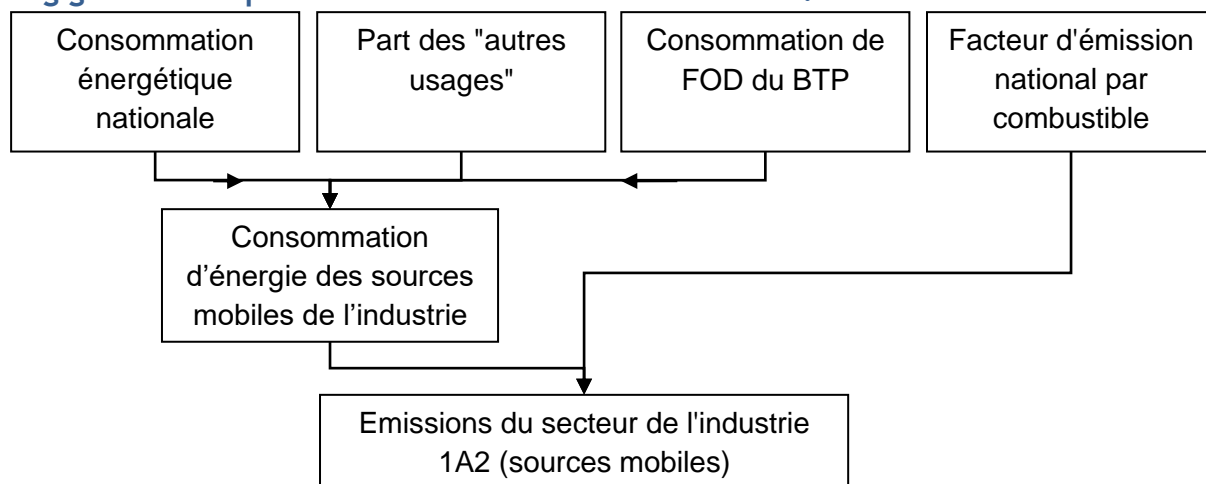 Consommation
énergétique
nationale
Part des "autres
usages"
Consommation de
FOD du BTP
Facteur d'émission
national par
combustible
Consommation
d’énergie des sources
mobiles de l’industrie
Emissions du secteur de l'industrie
1A2 (sources mobiles)